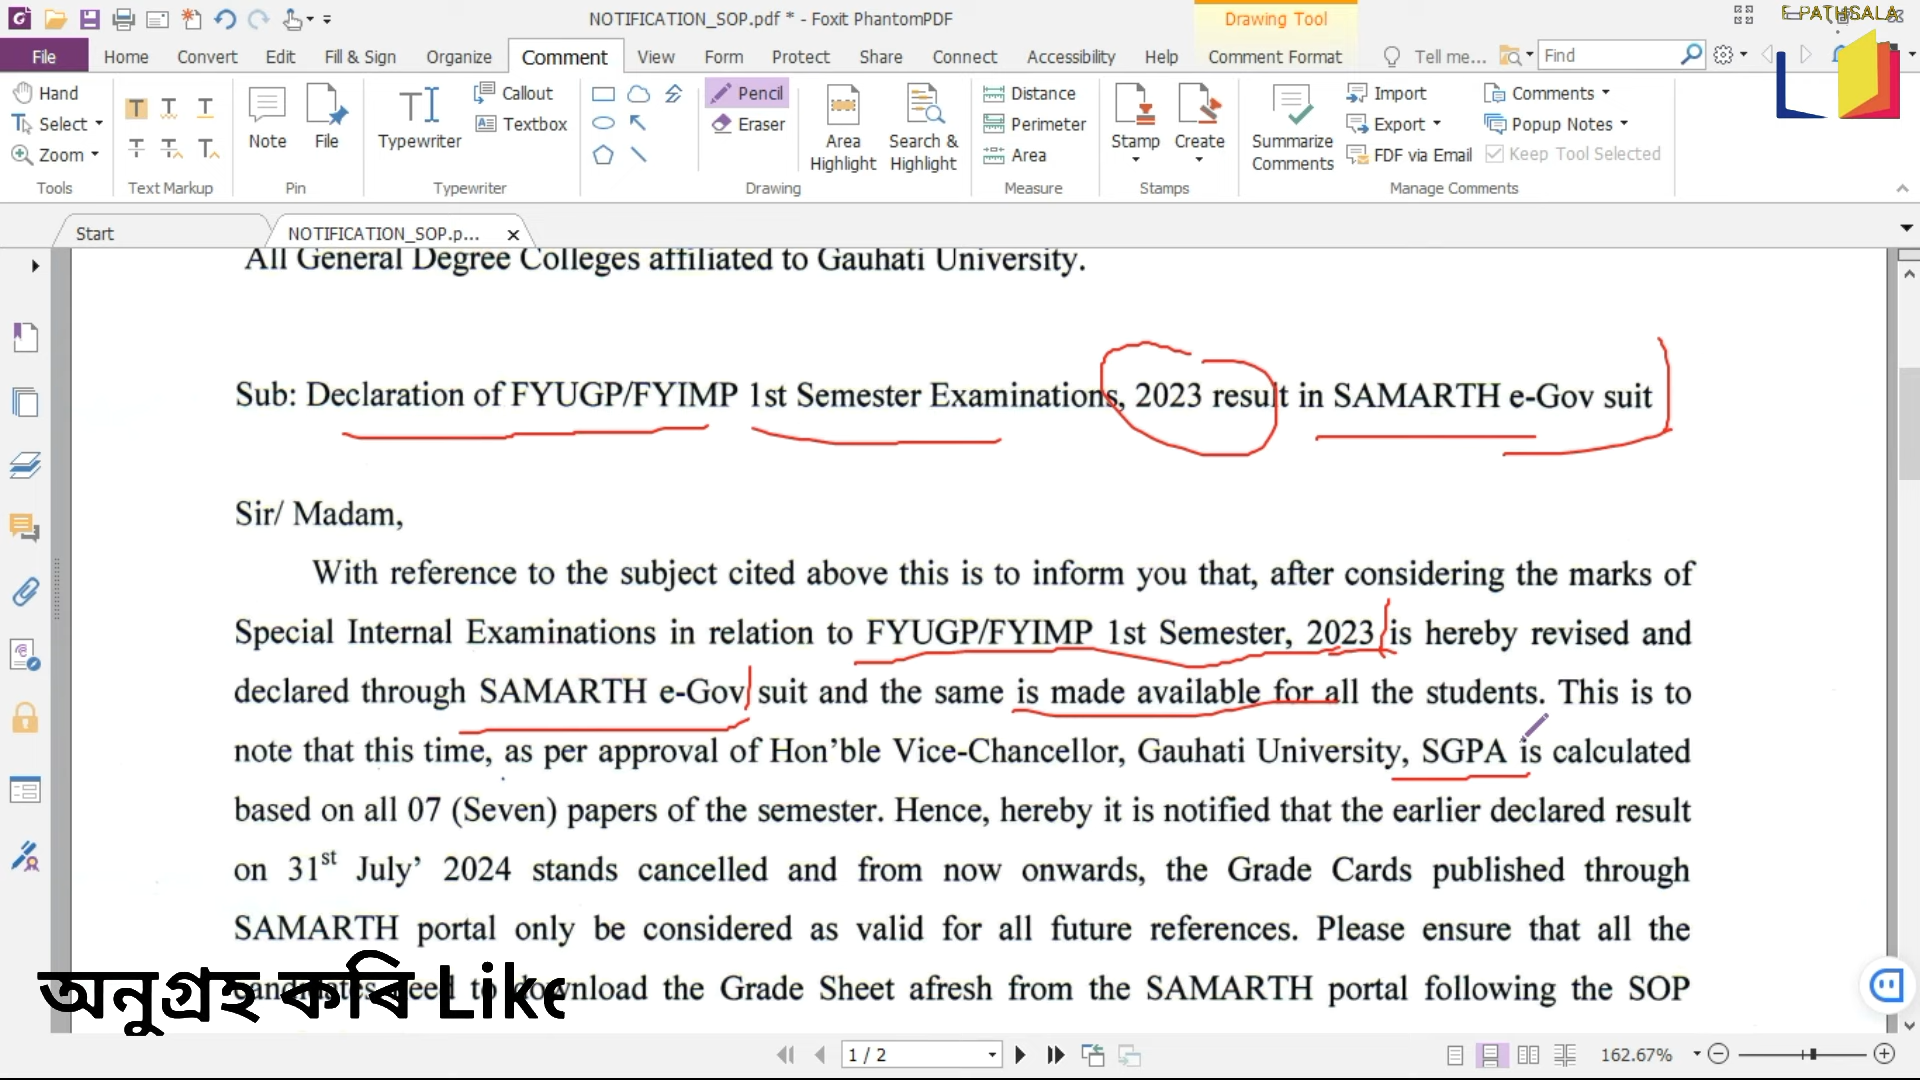 NOTIFICATION_SOP.pdf * - Foxit PhantomPDF
Drawing Tool
E-PATHSALA
File Home Convert Edit Fill & Sign Organize Comment View Form Protect Share Connect Accessibility Help Comment Format Tell me... Find
Hand
Select
Zoom
Tools
Text Markup
Note
File
Pin
Typewriter
Callout
Textbox
Typewriter
Pencil
Eraser
Area Highlight
Search & Highlight
Drawing
Distance
Perimeter
Area
Measure
Stamp
Create
Stamps
Summarize Comments
Import
Export
FDF via Email
Comments
Popup Notes
Keep Tool Selected
Manage Comments
Start
NOTIFICATION_SOP.p...
All General Degree Colleges affiliated to Gauhati University.
Sub: Declaration of FYUGP/FYIMP 1st Semester Examinations, 2023 result in SAMARTH e-Gov suit
Sir/ Madam,
With reference to the subject cited above this is to inform you that, after considering the marks of
Special Internal Examinations in relation to FYUGP/FYIMP 1st Semester, 2023 is hereby revised and
declared through SAMARTH e-Gov suit and the same is made available for all the students. This is to
note that this time, as per approval of Hon'ble Vice-Chancellor, Gauhati University, SGPA is calculated
based on all 07 (Seven) papers of the semester. Hence, hereby it is notified that the earlier declared result
on 31st July' 2024 stands cancelled and from now onwards, the Grade Cards published through
SAMARTH portal only be considered as valid for all future references. Please ensure that all the
candidates need to download the Grade Sheet afresh from the SAMARTH portal following the SOP
অনুগ্ৰহ কৰি Like
1 / 2
162.67%